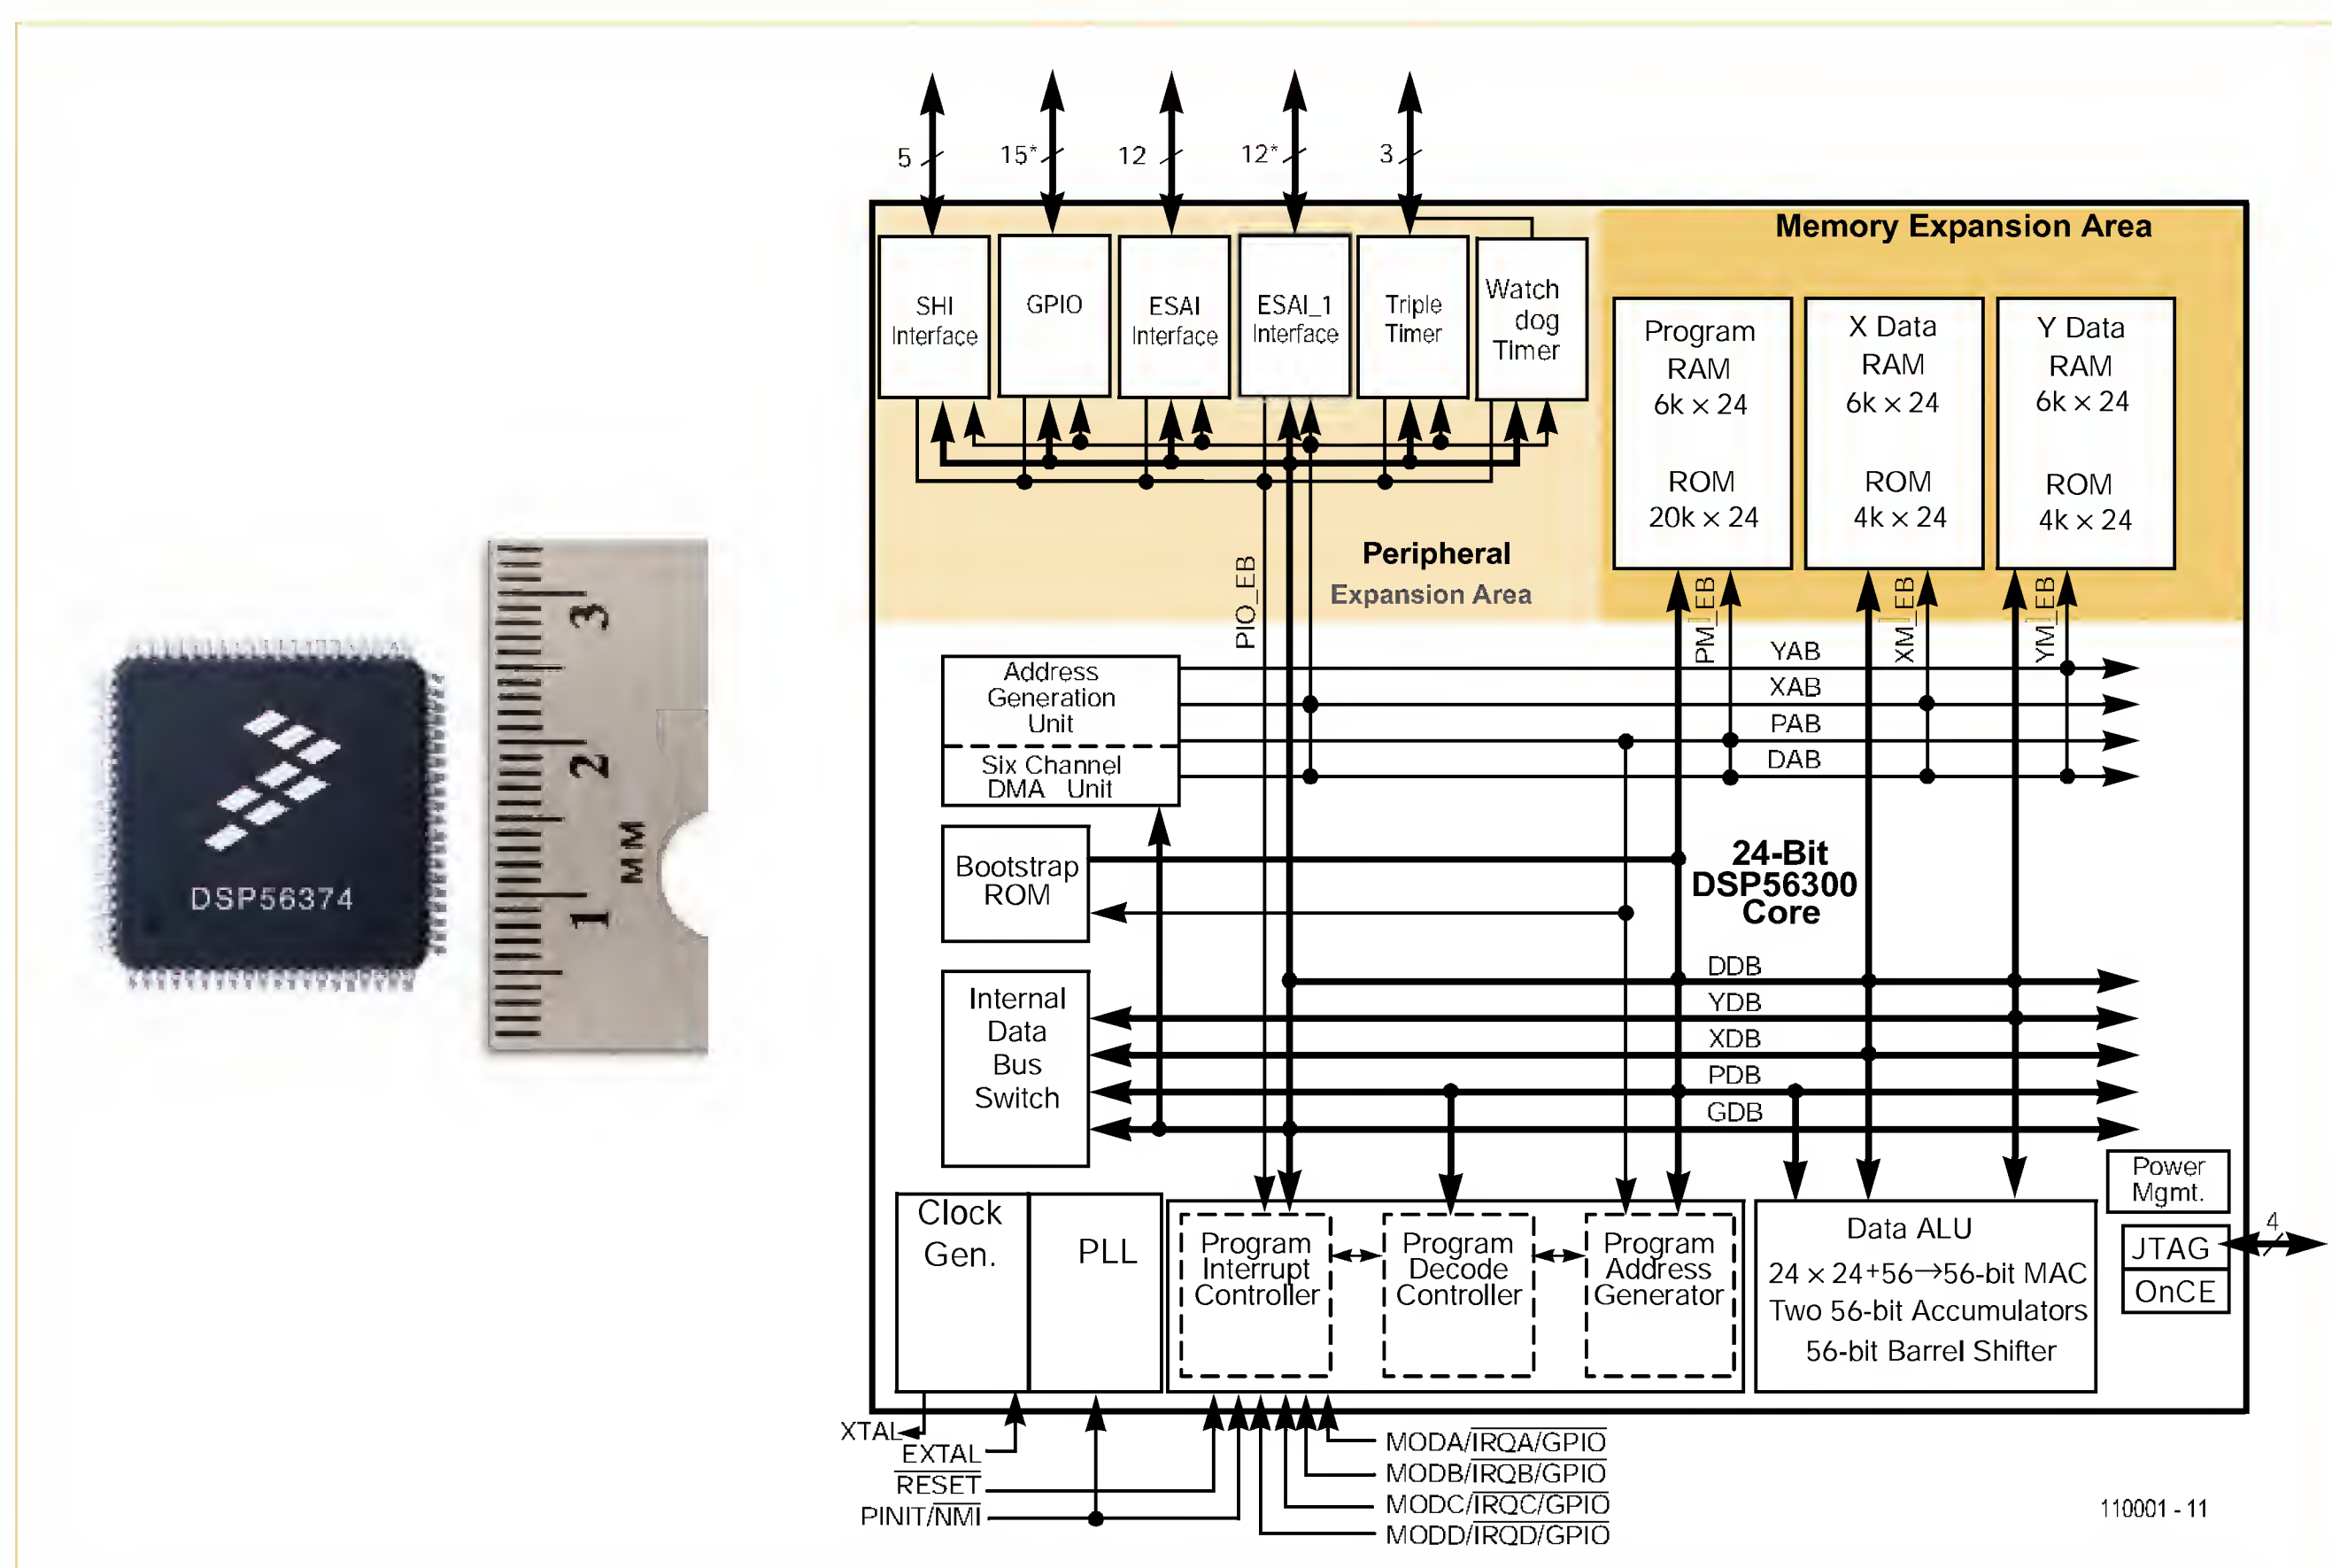 5
15*
12
12*
3
Memory Expansion Area
SHI
Interface
GPIO
ESAI
Interface
ESAI_1
Interface
Triple
Timer
Watch
dog
Timer
Program
RAM
6k × 24
ROM
20k × 24
X Data
RAM
6k × 24
ROM
4k × 24
Y Data
RAM
6k × 24
ROM
4k × 24
Peripheral
Expansion Area
PIO_EB
PM_EB
XM_EB
YM_EB
3
2
1
MM
DSP56374
Address
Generation
Unit
Six Channel
DMA Unit
YAB
XAB
PAB
DAB
Bootstrap
ROM
24-Bit
DSP56300
Core
Internal
Data
Bus
Switch
DDB
YDB
XDB
PDB
GDB
Clock
Gen.
PLL
Program
Interrupt
Controller
Program
Decode
Controller
Program
Address
Generator
Data ALU
24 × 24+56→56-bit MAC
Two 56-bit Accumulators
56-bit Barrel Shifter
Power
Mgmt.
JTAG
OnCE
4
XTAL
EXTAL
RESET
PINIT/NMI
MODA/IRQA/GPIO
MODB/IRQB/GPIO
MODC/IRQC/GPIO
MODD/IRQD/GPIO
110001 - 11